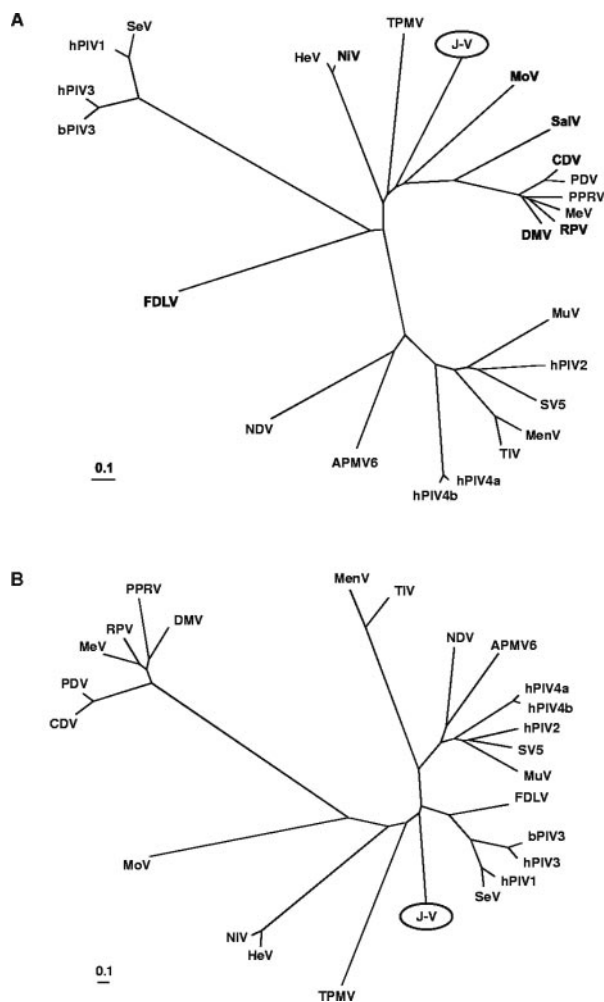 A
SeV
hPIV1
hPIV3
bPIV3
HeV
NiV
TPMV
J-V
MoV
SalV
CDV
PDV
PPRV
MeV
RPV
DMV
FDLV
MuV
hPIV2
SV5
MenV
TIV
NDV
APMV6
hPIV4a
hPIV4b
0.1
B
PPRV
DMV
RPV
MeV
PDV
CDV
MenV
TIV
NDV
APMV6
hPIV4a
hPIV4b
hPIV2
SV5
MuV
FDLV
bPIV3
hPIV3
hPIV1
SeV
J-V
MoV
NIV
HeV
TPMV
0.1